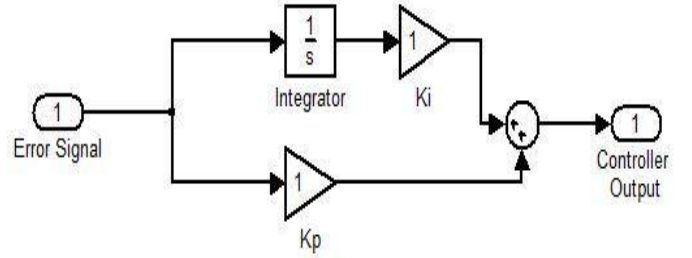 1
s
1
Integrator
Ki
1
Error Signal
1
Controller
Output
1
Kp